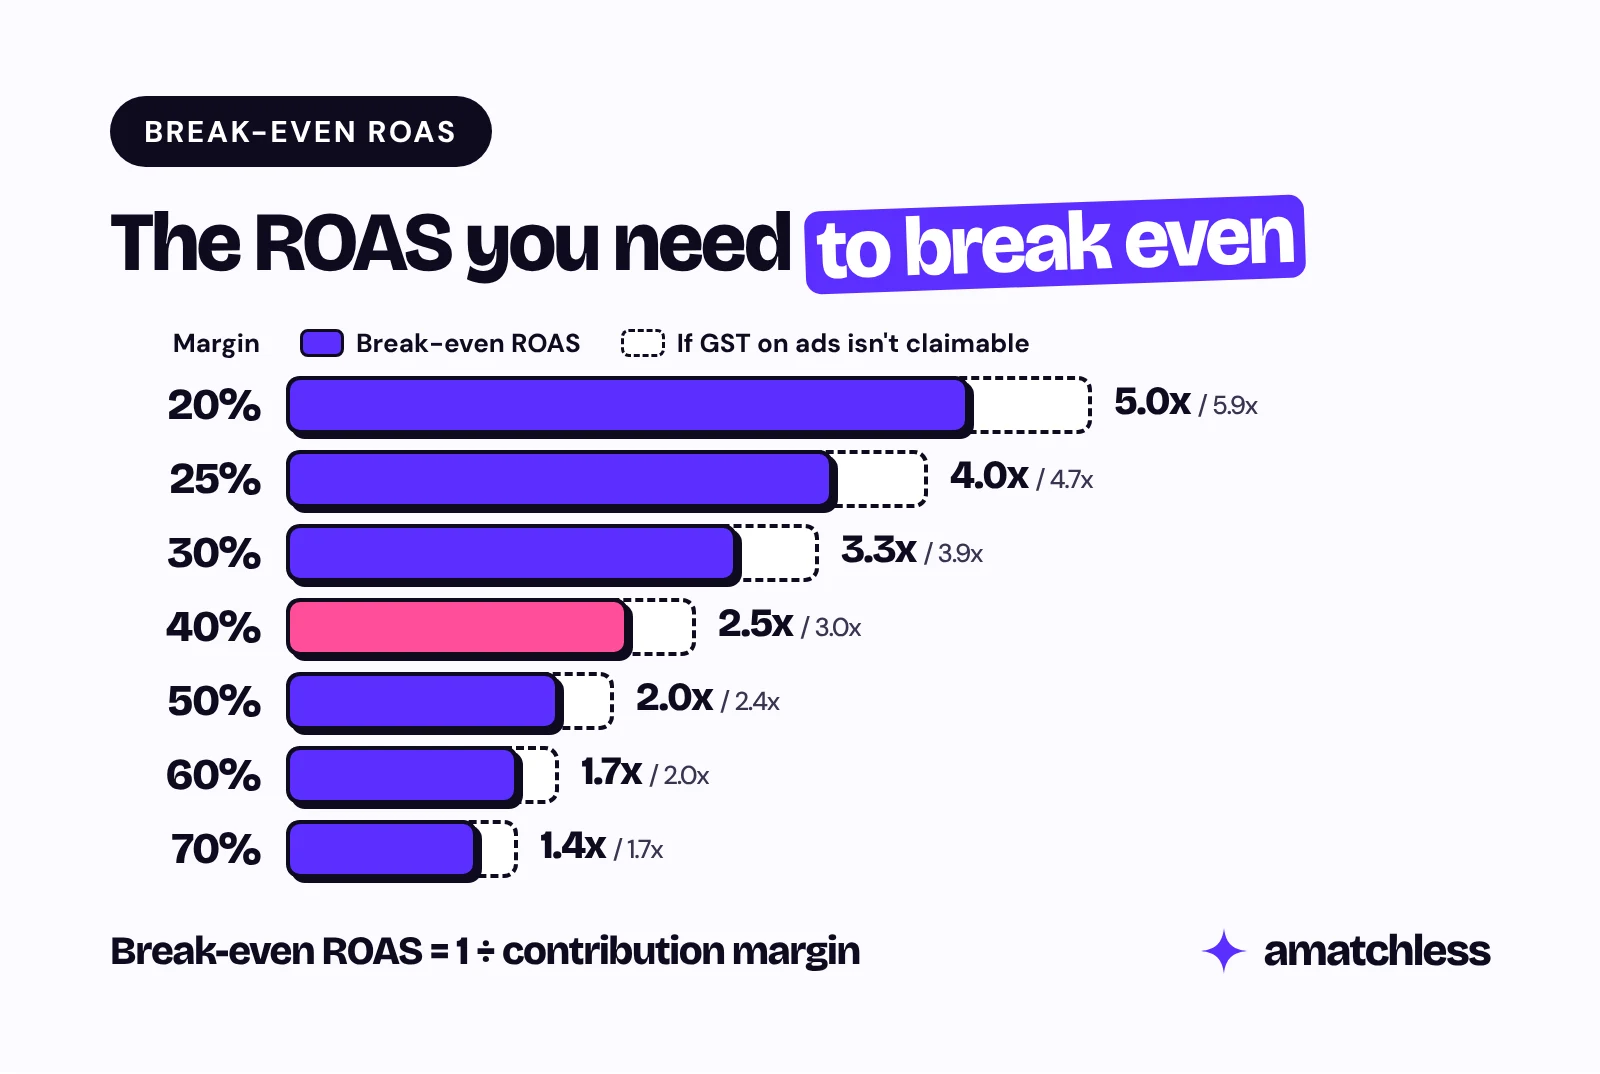 BREAK-EVEN ROAS
The ROAS you need to break even
Margin Break-even ROAS If GST on ads isn't claimable
20% 5.0x / 5.9x
25% 4.0x / 4.7x
30% 3.3x / 3.9x
40% 2.5x / 3.0x
50% 2.0x / 2.4x
60% 1.7x / 2.0x
70% 1.4x / 1.7x
Break-even ROAS = 1 ÷ contribution margin
amatchless